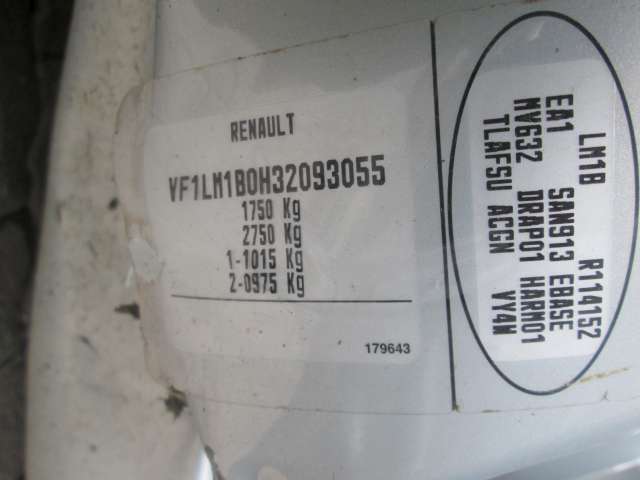 RENAULT
VF1LM1B0H32093055
1750 Kg
2750 Kg
1-1015 Kg
2-0975 Kg
179643
LM1B R114152
EA1 SAN913 EBASE
MV632 DRAP01 HARM01
TLAFSU ACGN VY4N